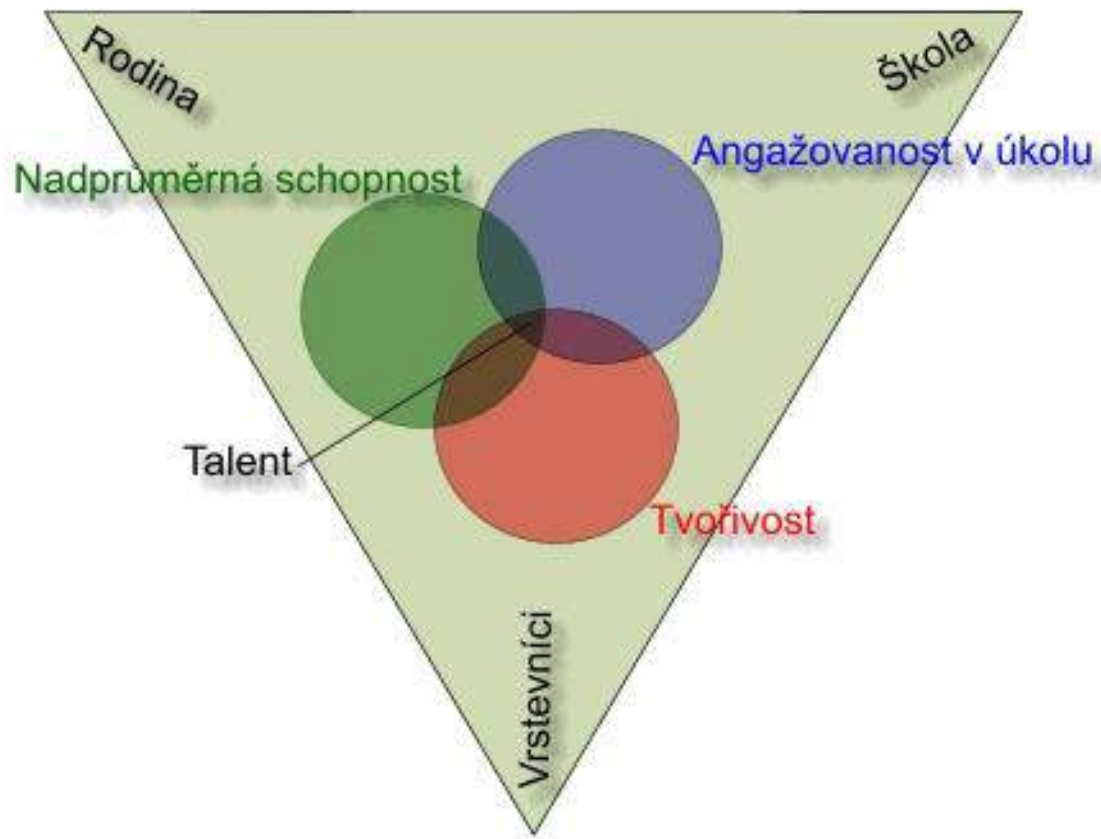 Rodina
Škola
Angažovanost v úkolu
Nadprůměrná schopnost
Talent
Tvořivost
Vrstevníci